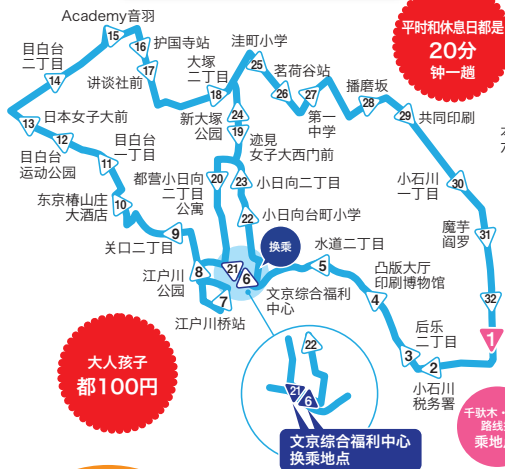 Academy音羽
15
16
护国寺站
17
讲谈社前
目白台
二丁目
14
13
日本女子大前
12
目白台
运动公园
目白台
一丁目
11
东京椿山庄
大酒店
10
9
关口二丁目
大塚
二丁目
18
新大塚
公园
24
19
迹见
女子大西门前
都营小日向
二丁目
公寓
20
23
小日向二丁目
22
小日向台町小学
洼町小学
25
茗荷谷站
26
27
第一
中学
播磨坂
28
29
共同印刷
小石川
一丁目
30
魔芋
阎罗
31
32
1
换乘
21
6
8
江户川
公园
7
江户川桥站
文京综合福利
中心
水道二丁目
5
凸版大厅
印刷博物馆
4
后乐
二丁目
3
2
小石川
税务署
22
21
6
文京综合福利中心
换乘地点
平时和休息日都是
20分
钟一趟
大人孩子
都100円
千驮木・
路线
乘地